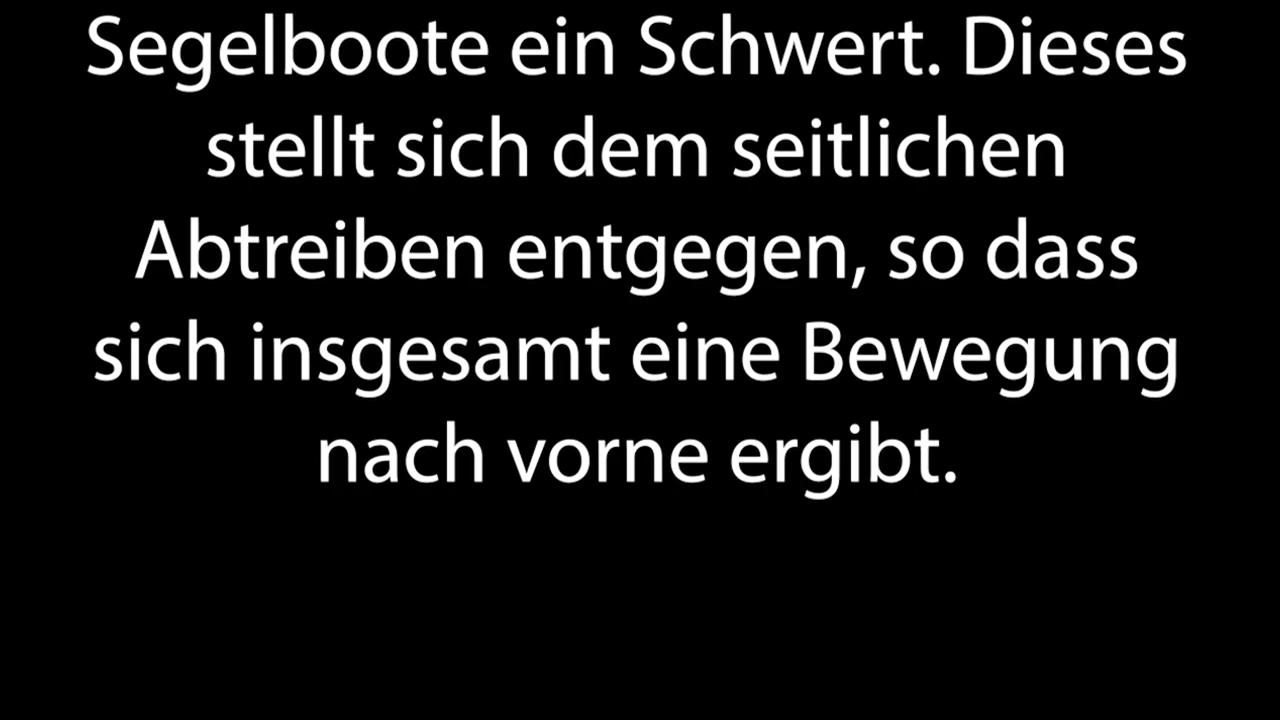 Segelboote ein Schwert. Dieses
stellt sich dem seitlichen
Abtreiben entgegen, so dass
sich insgesamt eine Bewegung
nach vorne ergibt.